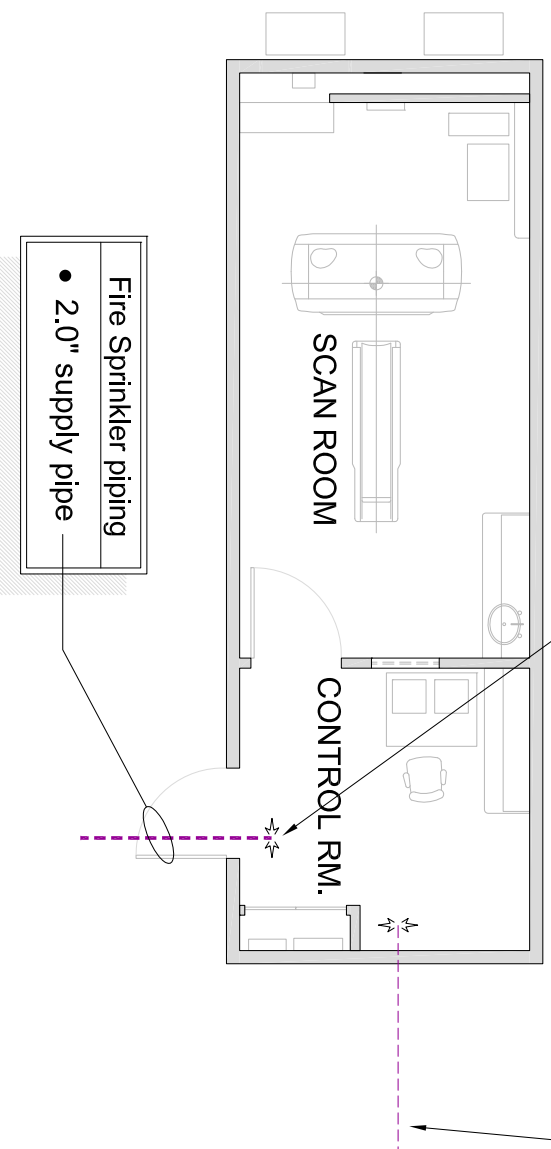 SCAN ROOM
CONTROL RM.
Fire Sprinkler piping
• 2.0" supply pipe